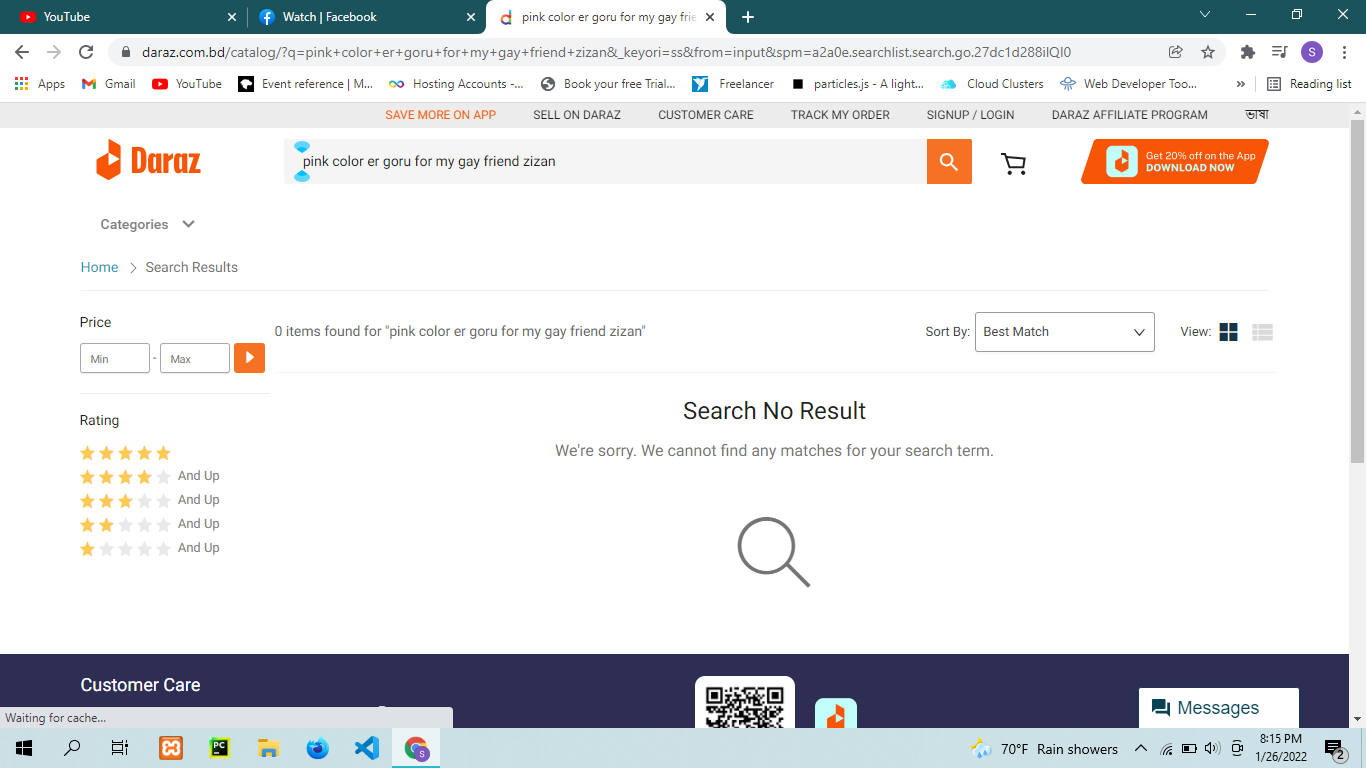 YouTube
Watch | Facebook
pink color er goru for my gay frie
daraz.com.bd/catalog/?q=pink+color+er+goru+for+my+gay+friend+zizan&_keyori=ss&from=input&spm=a2a0e.searchlist.search.go.27dc1d288iIQI0
S
Apps
Gmail
YouTube
Event reference | M...
Hosting Accounts -...
Book your free Trial...
Freelancer
particles.js - A light...
Cloud Clusters
Web Developer Too...
»
Reading list
SAVE MORE ON APP
SELL ON DARAZ
CUSTOMER CARE
TRACK MY ORDER
SIGNUP / LOGIN
DARAZ AFFILIATE PROGRAM
ভাষা
Daraz
pink color er goru for my gay friend zizan
Get 20% off on the App
DOWNLOAD NOW
Categories
Home
Search Results
Price
Min - Max
0 items found for "pink color er goru for my gay friend zizan"
Sort By: Best Match
View:
Rating
And Up
And Up
And Up
And Up
Search No Result
We're sorry. We cannot find any matches for your search term.
Customer Care
Messages
Waiting for cache...
PC
S
70°F Rain showers
8:15 PM
1/26/2022
2